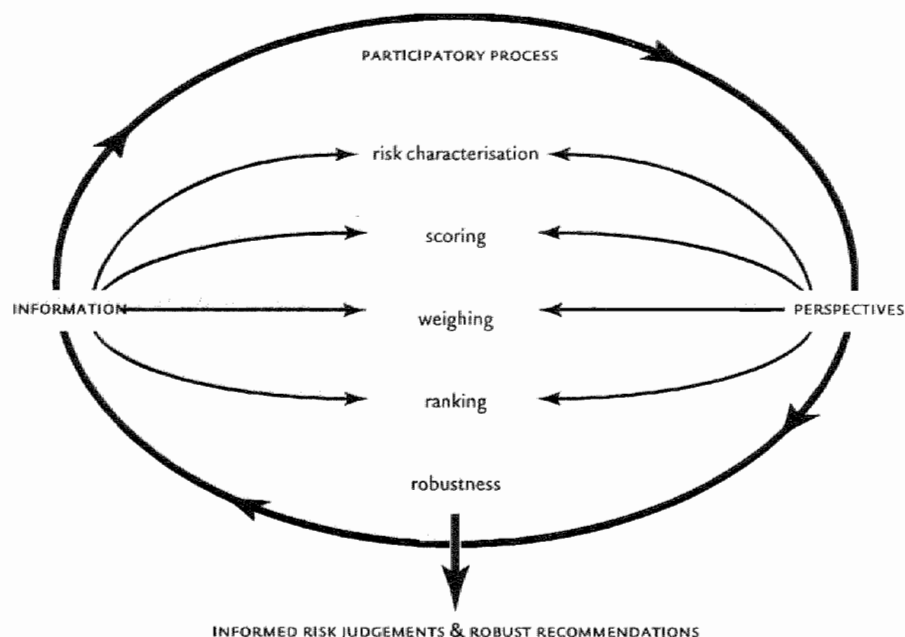 PARTICIPATORY PROCESS
risk characterisation
scoring
INFORMATION
weighing
PERSPECTIVES
ranking
robustness
INFORMED RISK JUDGEMENTS & ROBUST RECOMMENDATIONS